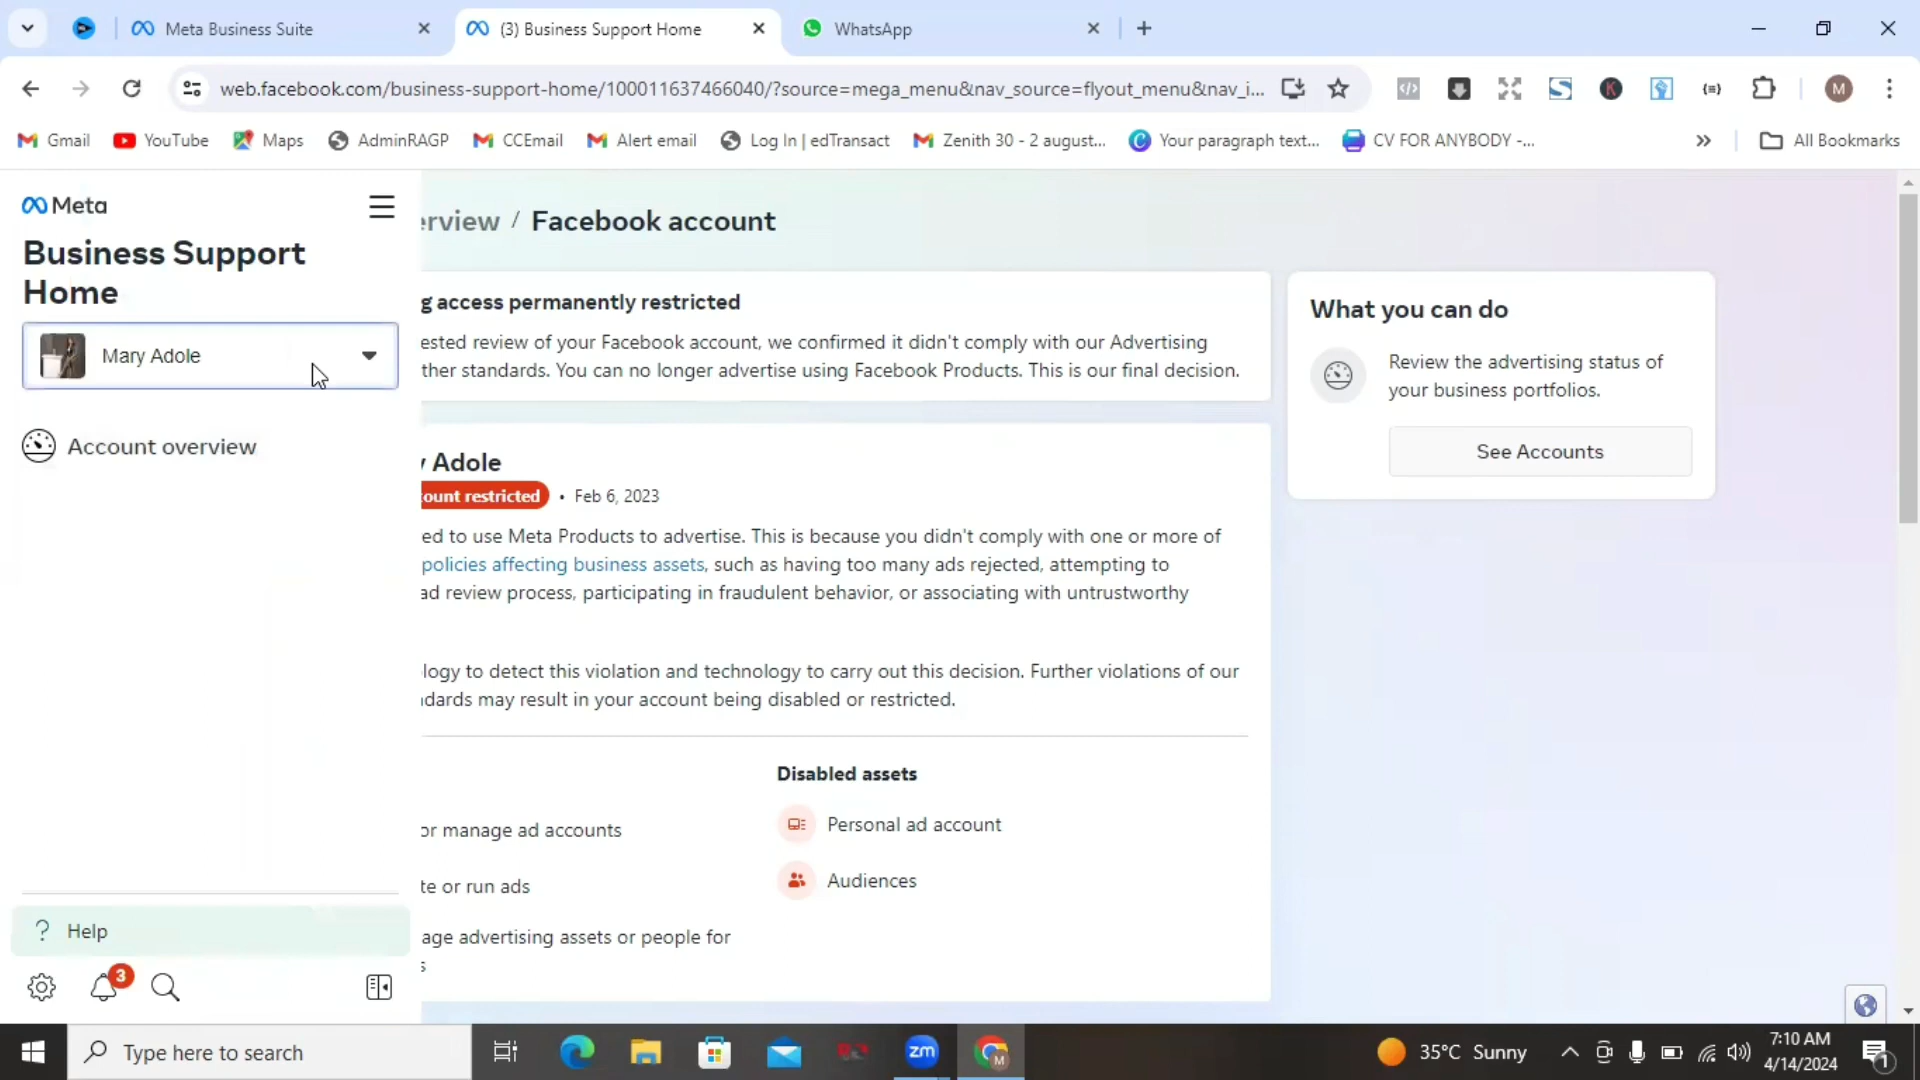 Meta Business Suite
(3) Business Support Home
WhatsApp
web.facebook.com/business-support-home/100011637466040/?source=mega_menu&nav_source=flyout_menu&nav_i...
M
Gmail
YouTube
Maps
AdminRAGP
CCEmail
Alert email
Log In | edTransact
Zenith 30 - 2 august...
Your paragraph text...
CV FOR ANYBODY -...
All Bookmarks
Meta
Business Support
Home
Mary Adole
Account overview
Help
3
erview / Facebook account
g access permanently restricted
ested review of your Facebook account, we confirmed it didn't comply with our Advertising
ther standards. You can no longer advertise using Facebook Products. This is our final decision.
y Adole
ount restricted • Feb 6, 2023
ed to use Meta Products to advertise. This is because you didn't comply with one or more of
policies affecting business assets, such as having too many ads rejected, attempting to
ad review process, participating in fraudulent behavior, or associating with untrustworthy
logy to detect this violation and technology to carry out this decision. Further violations of our
dards may result in your account being disabled or restricted.
or manage ad accounts
te or run ads
age advertising assets or people for
s
Disabled assets
Personal ad account
Audiences
What you can do
Review the advertising status of
your business portfolios.
See Accounts
Type here to search
zm
M
35°C Sunny
7:10 AM
4/14/2024
1